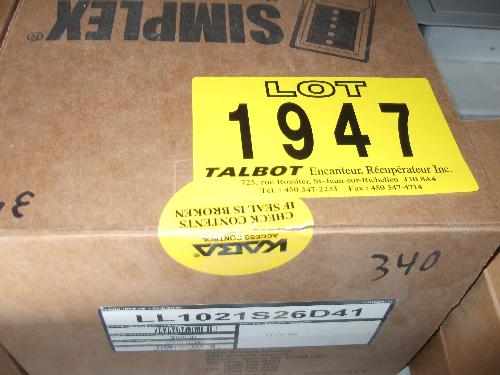 SIMPLEX®
LOT
1947
TALBOT Encanteur, Récupérateur Inc.
725, rue Rossiter, St-Jean-sur-Richelieu J3B 8A4
Tél.: 450 347-2233 Fax: 450 347-4714
CHECK CONTENTS
IF SEAL IS BROKEN
KABA®
ACCESS CONTROL
340
LL1021S26D41